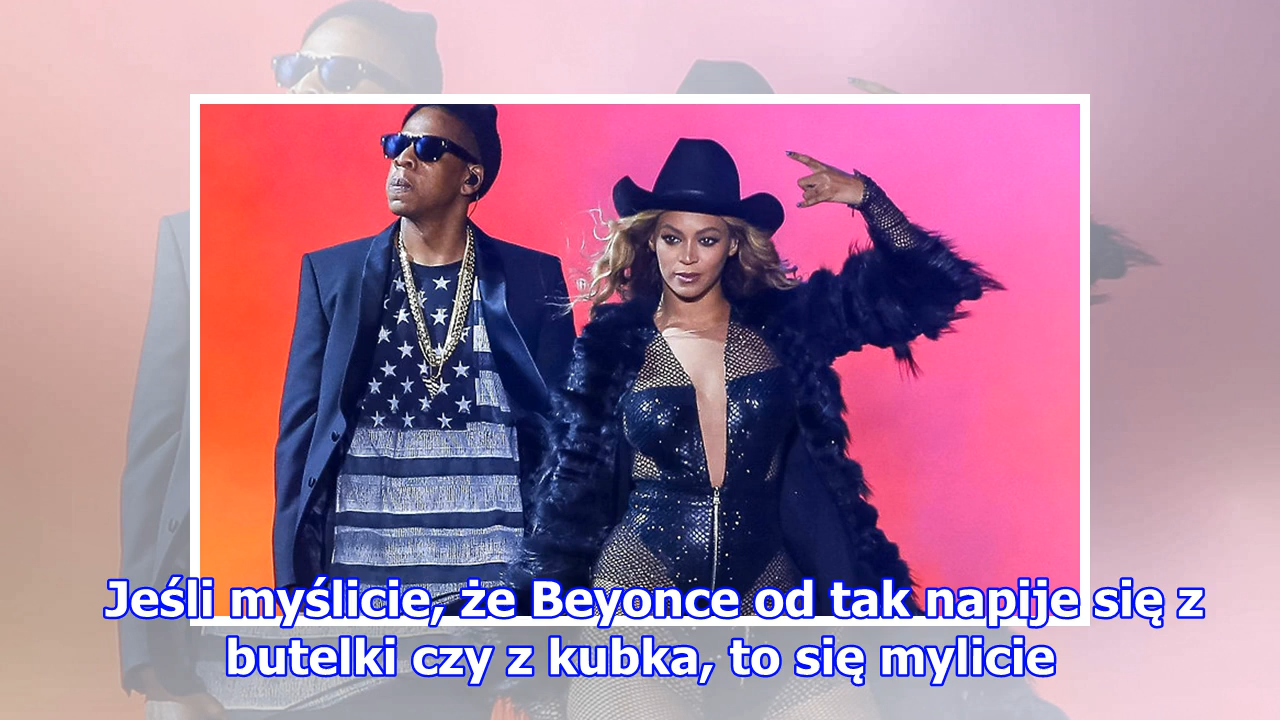 Jeśli myślicie, że Beyonce od tak napije się z
butelki czy z kubka, to się mylicie